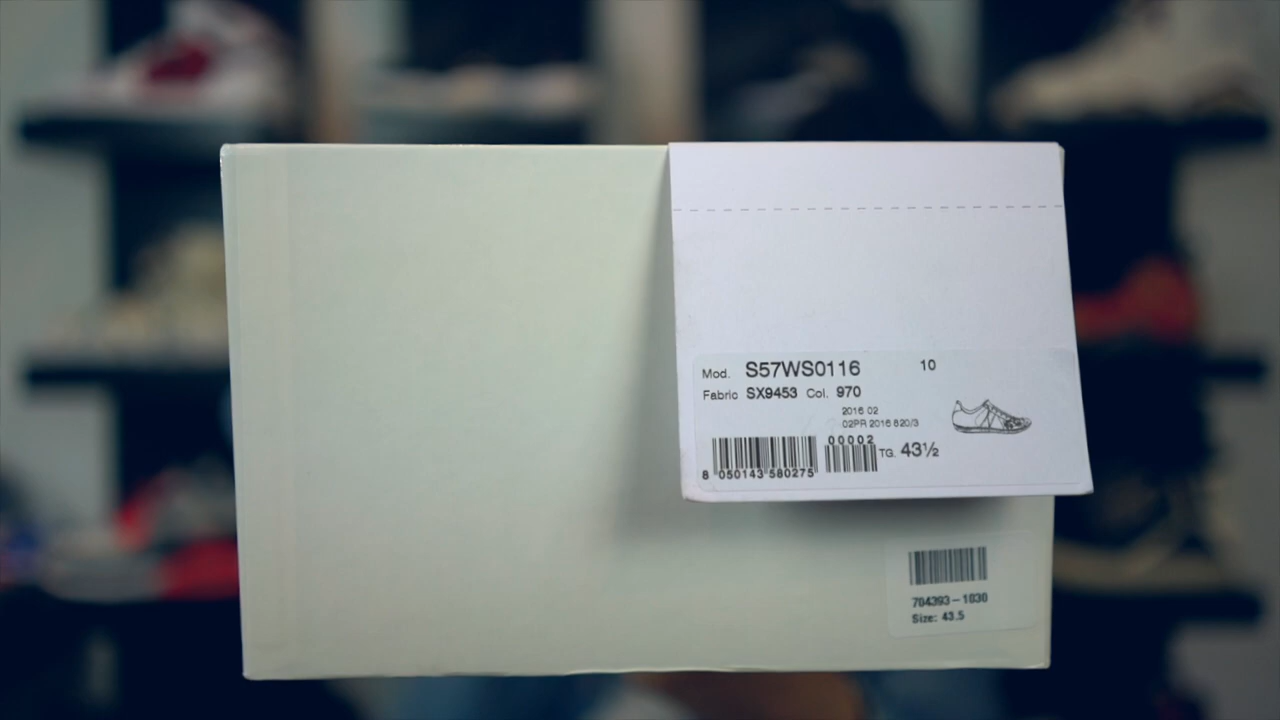 Mod. S57WS0116 10
Fabric SX9453 Col. 970
2016 02
02PR 2016 820/3
00002
TG. 43½
8 050143 580275
704393-1030
Size: 43.5